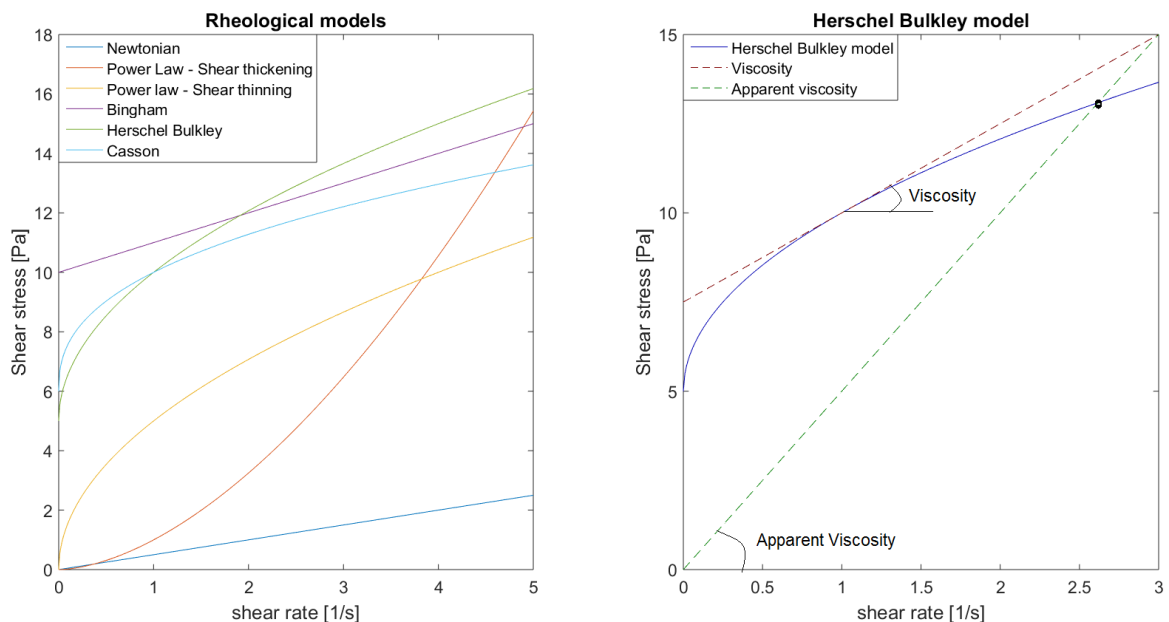 Rheological models
Newtonian
Power Law - Shear thickening
Power law - Shear thinning
Bingham
Herschel Bulkley
Casson
18
16
14
12
10
8
6
4
2
0
Shear stress [Pa]
0 1 2 3 4 5
shear rate [1/s]
Herschel Bulkley model
Herschel Bulkley model
Viscosity
Apparent viscosity
15
10
5
0
Shear stress [Pa]
Viscosity
Apparent Viscosity
0 0.5 1 1.5 2 2.5 3
shear rate [1/s]